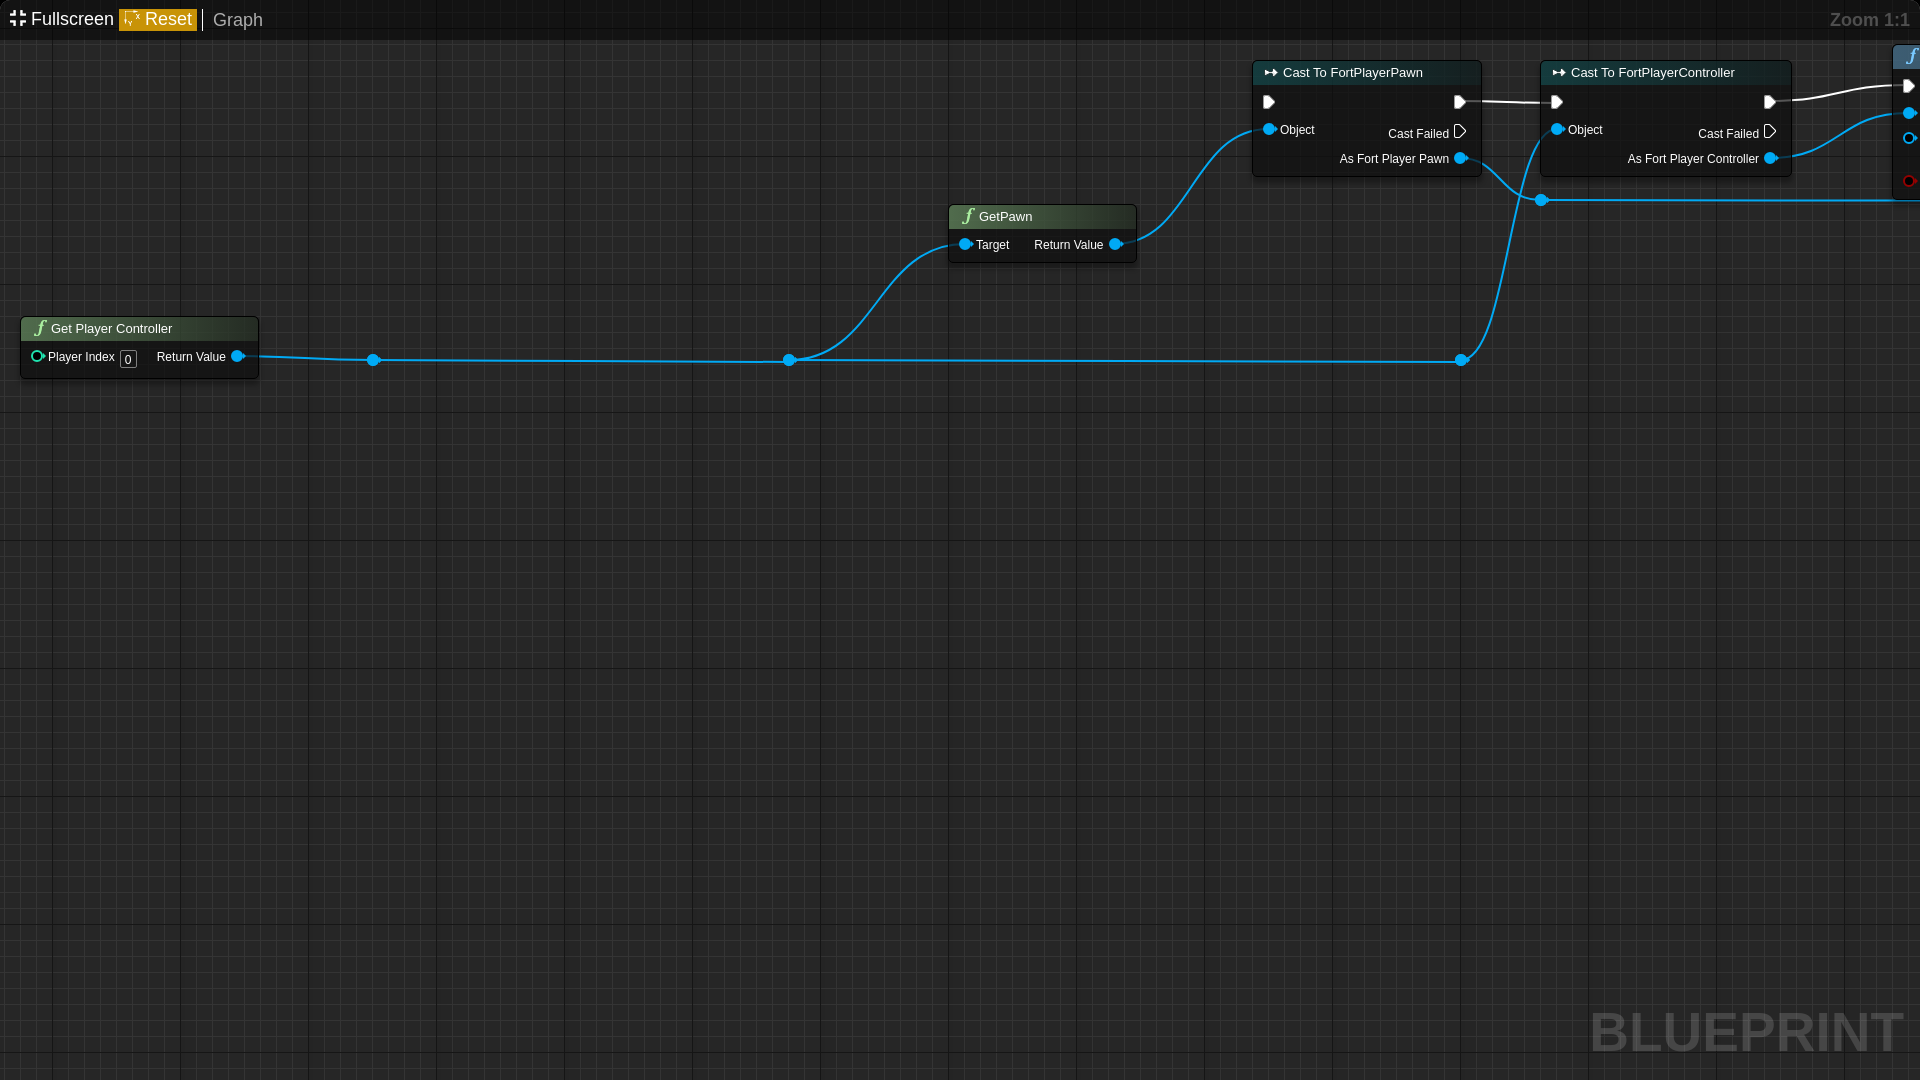 Fullscreen Reset Graph
Zoom 1:1
Cast To FortPlayerPawn
Object
Cast Failed
As Fort Player Pawn
Cast To FortPlayerController
Object
Cast Failed
As Fort Player Controller
f
f GetPawn
Target Return Value
f Get Player Controller
Player Index 0 Return Value
BLUEPRINT